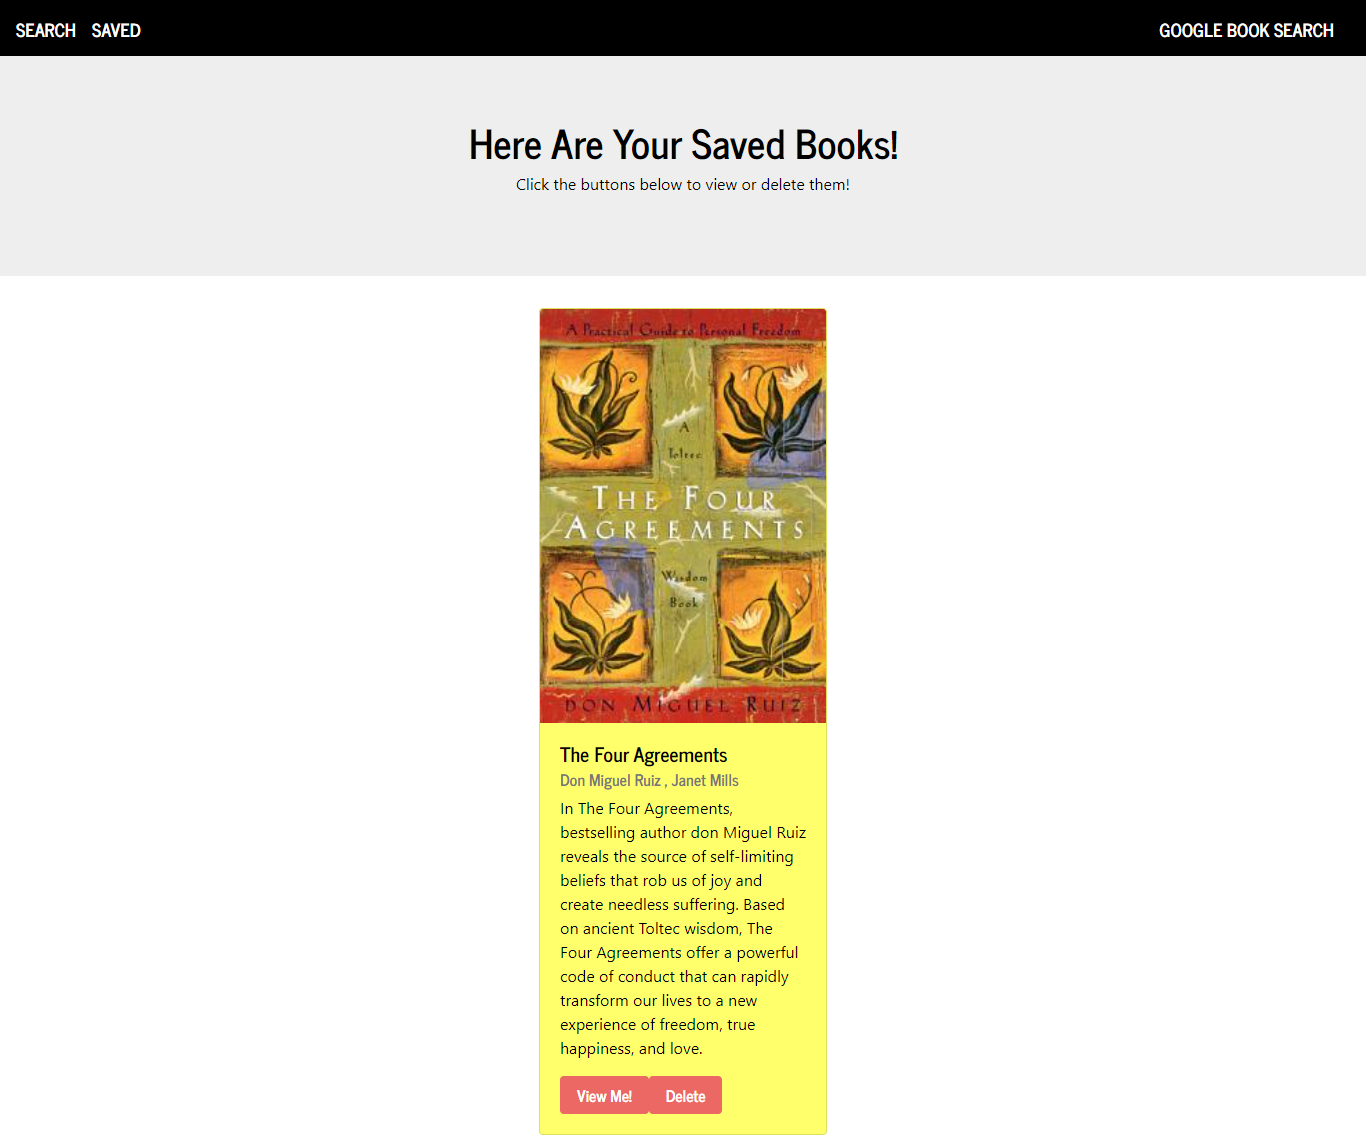 SEARCH SAVED GOOGLE BOOK SEARCH
Here Are Your Saved Books!
Click the buttons below to view or delete them!
A Practical Guide to Personal Freedom
A
Toltec
THE FOUR
AGREEMENTS
Wisdom
Book
DON MIGUEL RUIZ
The Four Agreements
Don Miguel Ruiz , Janet Mills
In The Four Agreements,
bestselling author don Miguel Ruiz
reveals the source of self-limiting
beliefs that rob us of joy and
create needless suffering. Based
on ancient Toltec wisdom, The
Four Agreements offer a powerful
code of conduct that can rapidly
transform our lives to a new
experience of freedom, true
happiness, and love.
View Me! Delete